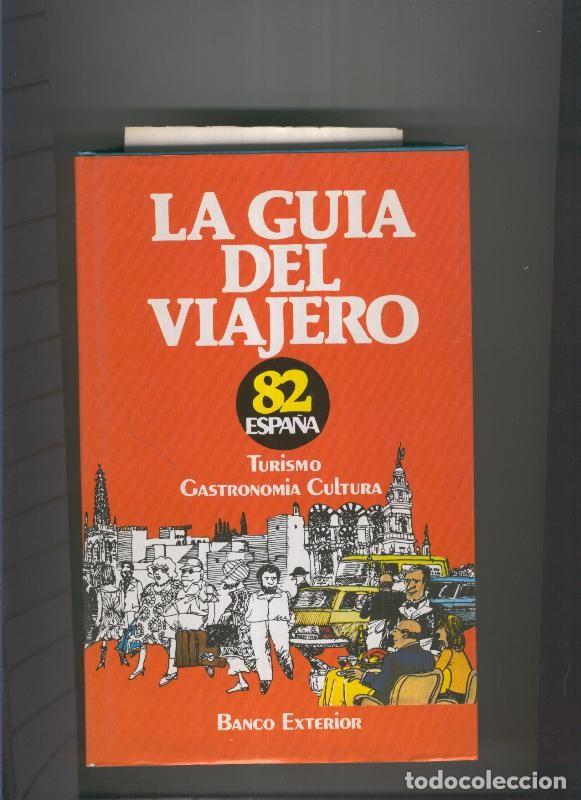 LA GUIA
DEL
VIAJERO
82
ESPAÑA
TURISMO
GASTRONOMIA CULTURA
BANCO EXTERIOR
todocoleccion